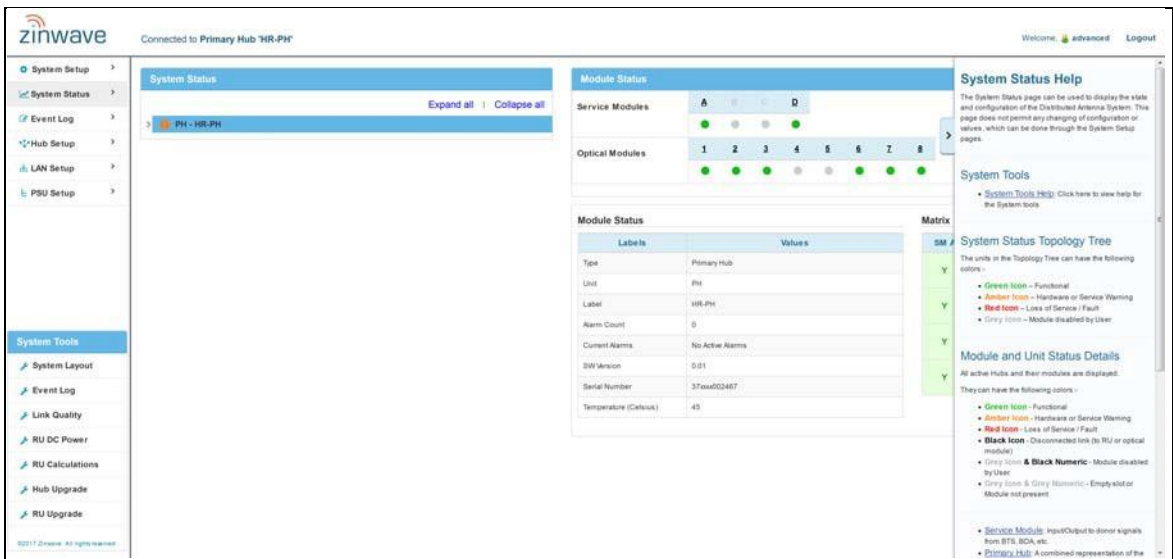 zinwave
Connected to Primary Hub 'HR-PH'
Welcome, advanced Logout
System Setup
System Status
Event Log
Hub Setup
LAN Setup
PSU Setup
System Tools
System Layout
Event Log
Link Quality
RU DC Power
RU Calculations
Hub Upgrade
RU Upgrade
©2017 Zinwave. All rights reserved
System Status
Expand all | Collapse all
PH - HR-PH
Module Status
Service Modules A B C D
Optical Modules 1 2 3 4 5 6 7 8
Module Status
Labels Values
Type Primary Hub
Unit PH
Label HR-PH
Alarm Count 0
Current Alarms No Active Alarms
SW Version 0.01
Serial Number 37xxx002467
Temperature (Celsius) 45
Matrix
SM A
Y
Y
Y
Y
System Status Help
The System Status page can be used to display the state
and configuration of the Distributed Antenna System. This
page does not permit any changing of configuration or
values, which can be done through the System Setup
pages.
System Tools
• System Tools Help: Click here to view help for
the System tools
System Status Topology Tree
The units in the Topology Tree can have the following
colors:-
• Green Icon – Functional
• Amber Icon – Hardware or Service Warning
• Red Icon – Loss of Service / Fault
• Grey Icon – Module disabled by User
Module and Unit Status Details
All active Hubs and their modules are displayed.
They can have the following colors:-
• Green Icon - Functional
• Amber Icon - Hardware or Service Warning
• Red Icon - Loss of Service / Fault
• Black Icon - Disconnected link (to RU or optical
module)
• Grey Icon & Black Numeric - Module disabled
by User.
• Grey Icon & Grey Numeric - Empty slot or
Module not present
• Service Module: Input/Output to donor signals
from BTS, BDA, etc.
• Primary Hub: A combined representation of the